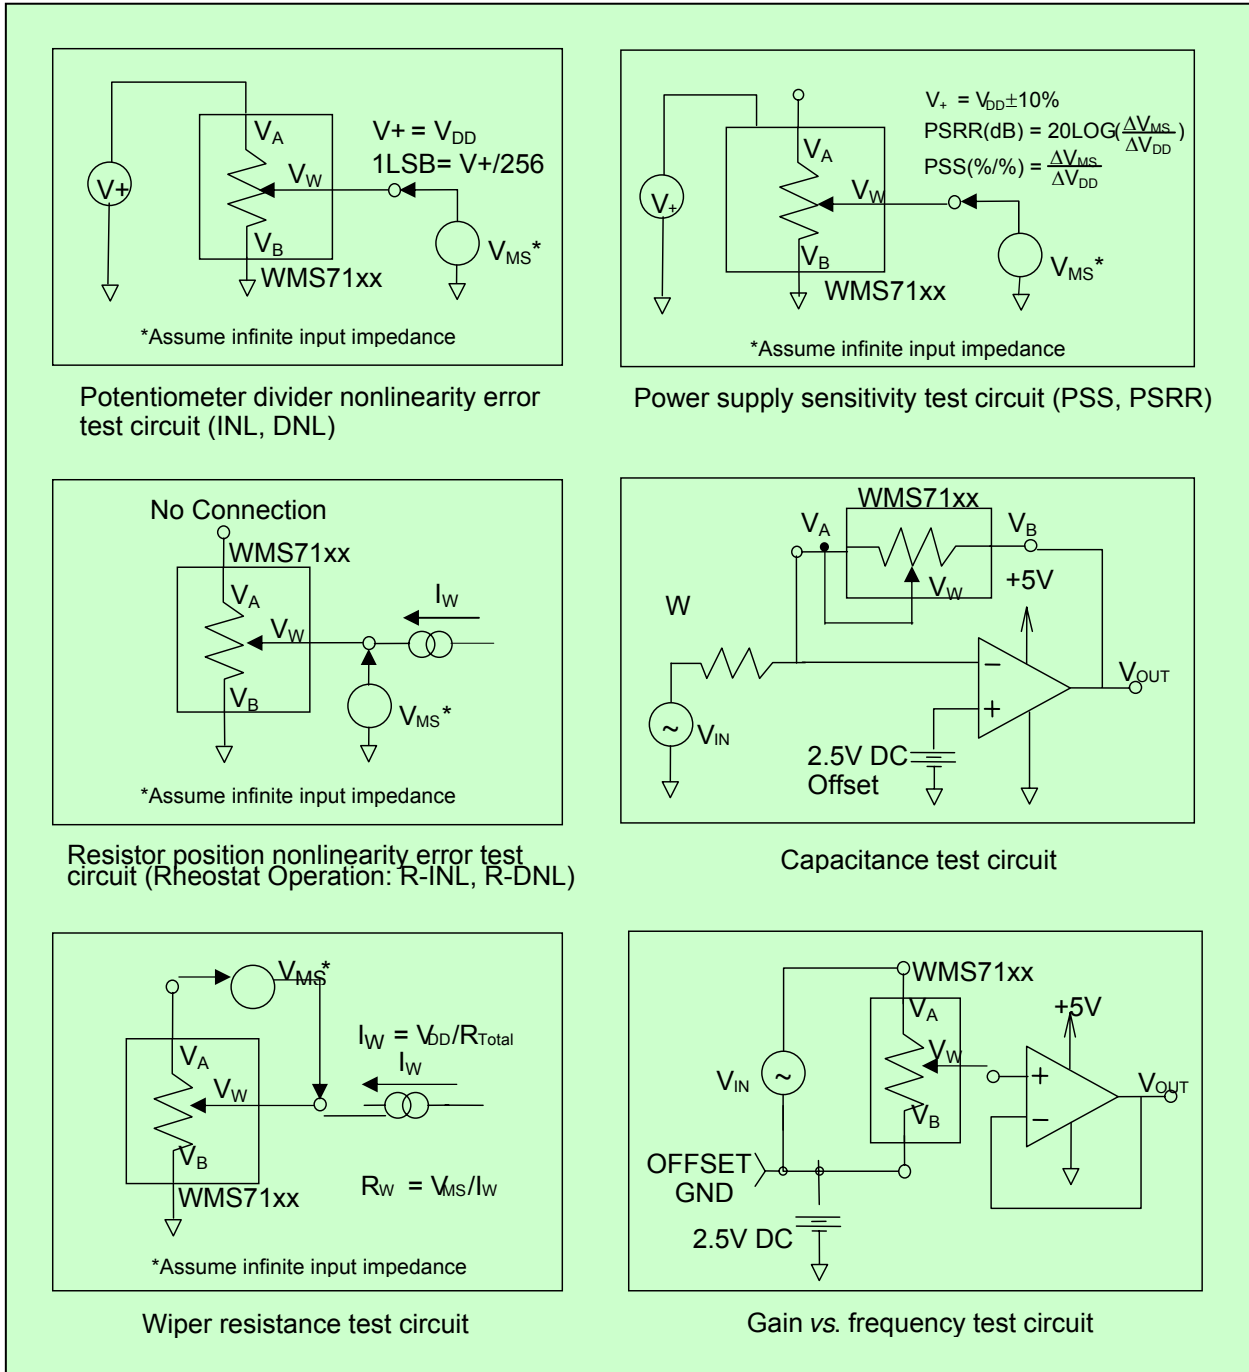 V+ = VDD
1LSB= V+/256
VA
V+
VW
VB
VMS*
WMS71xx
*Assume infinite input impedance
Potentiometer divider nonlinearity error
test circuit (INL, DNL)
V+ = VDD±10%
PSRR(dB) = 20LOG(ΔVMS/ΔVDD)
PSS(%/%) = ΔVMS/ΔVDD
VA
V+
VW
VB
VMS*
WMS71xx
*Assume infinite input impedance
Power supply sensitivity test circuit (PSS, PSRR)
No Connection
WMS71xx
VA
IW
VW
VB
VMS*
*Assume infinite input impedance
Resistor position nonlinearity error test
circuit (Rheostat Operation: R-INL, R-DNL)
WMS71xx
VA
VB
VW
+5V
W
−
VOUT
+
~
VIN
2.5V DC
Offset
Capacitance test circuit
VMS*
IW = VDD/RTotal
VA
IW
VW
VB
RW = VMS/IW
WMS71xx
*Assume infinite input impedance
Wiper resistance test circuit
WMS71xx
VA
+5V
VW
VIN
~
+
VOUT
VB
−
OFFSET
GND
2.5V DC
Gain vs. frequency test circuit